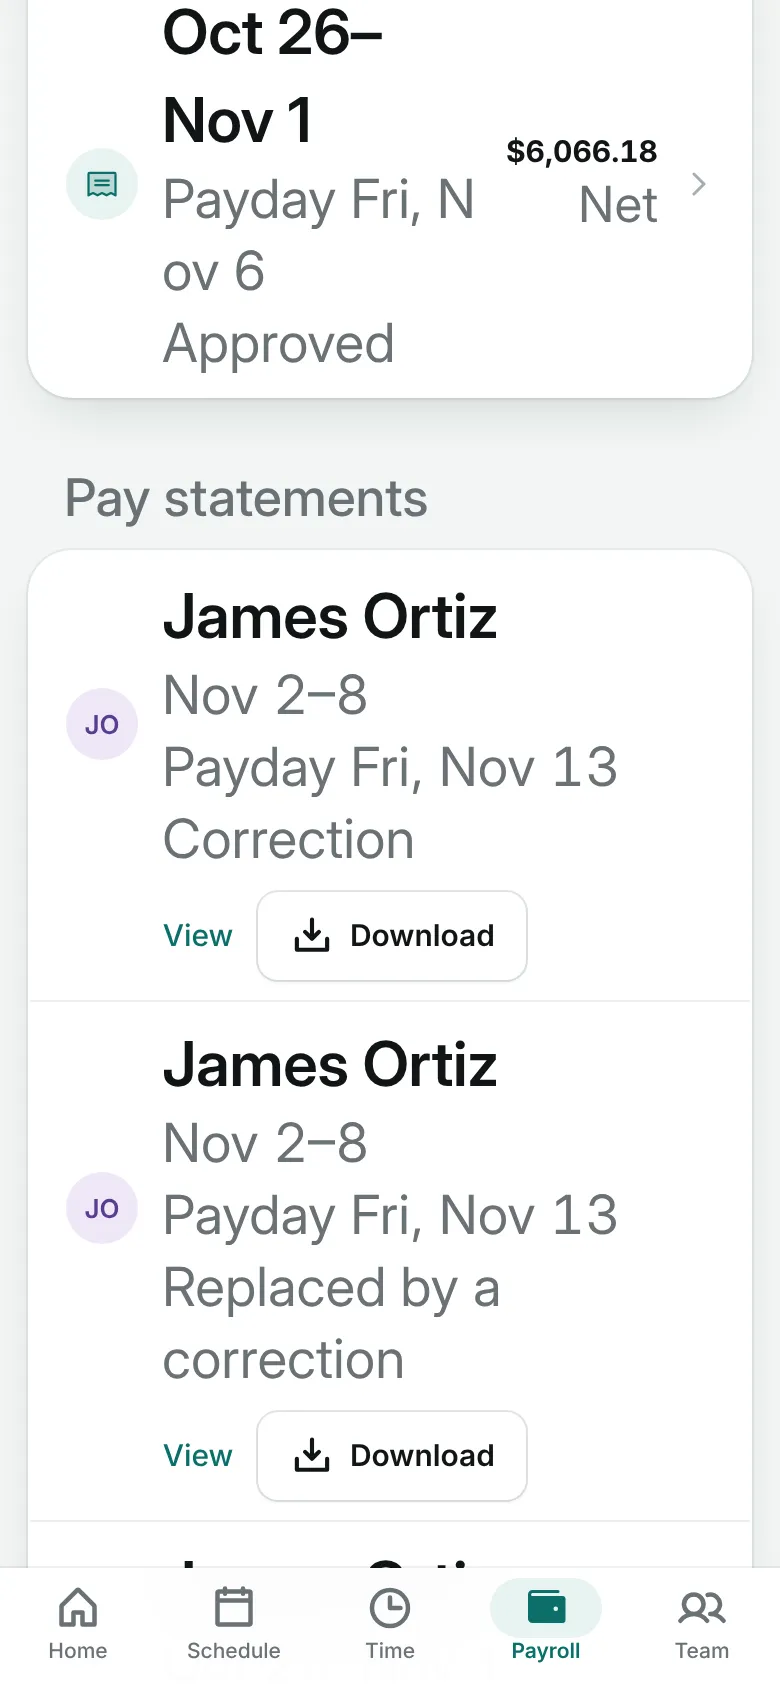 Oct 26–
Nov 1
$6,066.18
Payday Fri, N
Net
ov 6
Approved
Pay statements
James Ortiz
JO
Nov 2–8
Payday Fri, Nov 13
Correction
View
Download
James Ortiz
JO
Nov 2–8
Payday Fri, Nov 13
Replaced by a
correction
View
Download
Home
Schedule
Time
Payroll
Team